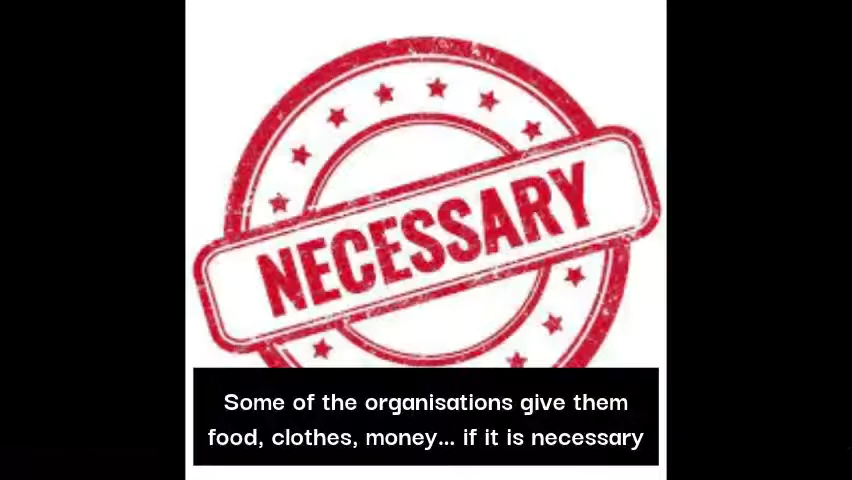 NECESSARY
Some of the organisations give them
food, clothes, money... if it is necessary